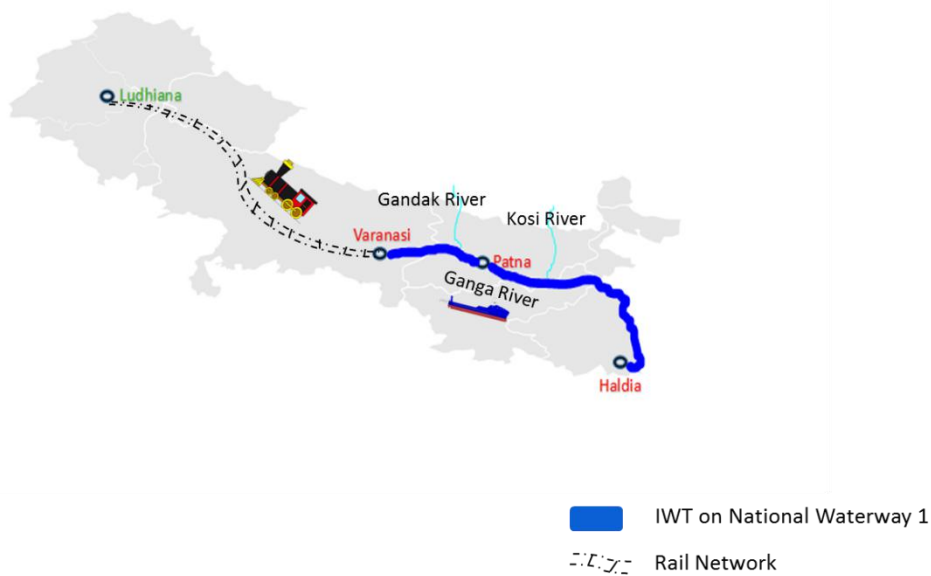 Ludhiana
Gandak River
Kosi River
Varanasi
Patna
Ganga River
Haldia
IWT on National Waterway 1
Rail Network